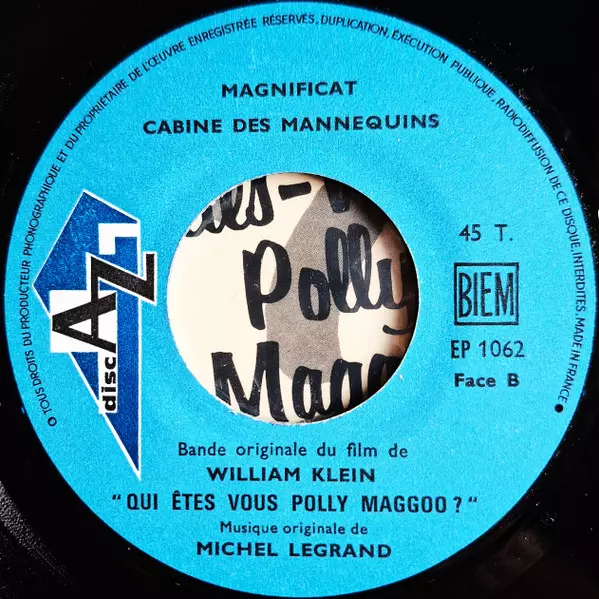 TOUS DROITS DU PRODUCTEUR PHONOGRAPHIQUE ET DU PROPRIÉTAIRE DE L'ŒUVRE ENREGISTRÉE RÉSERVÉS, DUPLICATION, EXÉCUTION PUBLIQUE, RADIODIFFUSION DE CE DISQUE, INTERDITES, MADE IN FRANCE.
MAGNIFICAT
CABINE DES MANNEQUINS
disc AZ
45 T.
BIEM
EP 1062
Face B
Polly
Bande originale du film de
WILLIAM KLEIN
"QUI ÊTES VOUS POLLY MAGGOO?"
Musique originale de
MICHEL LEGRAND